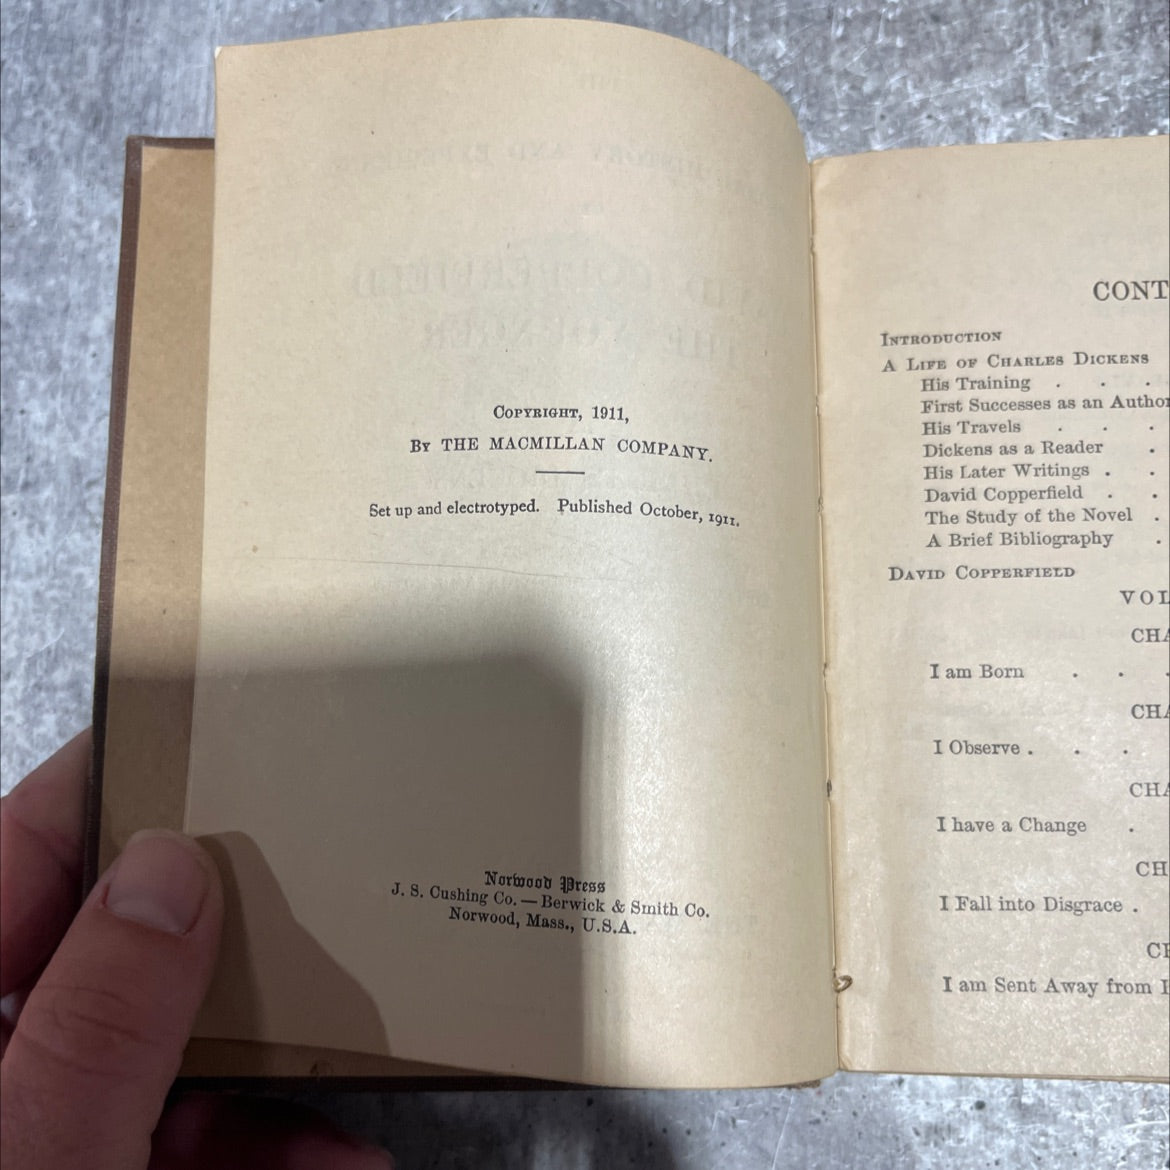 Copyright, 1911,
By THE MACMILLAN COMPANY.
Set up and electrotyped. Published October, 1911.
Norwood Press
J. S. Cushing Co. — Berwick & Smith Co.
Norwood, Mass., U.S.A.
CONT
Introduction
A Life of Charles Dickens
His Training . . .
First Successes as an Author
His Travels . . .
Dickens as a Reader .
His Later Writings . .
David Copperfield . .
The Study of the Novel .
A Brief Bibliography .
David Copperfield
VOL
CHA
I am Born . . .
CHA
I Observe . . .
CHA
I have a Change .
CH
I Fall into Disgrace .
CH
I am Sent Away from H